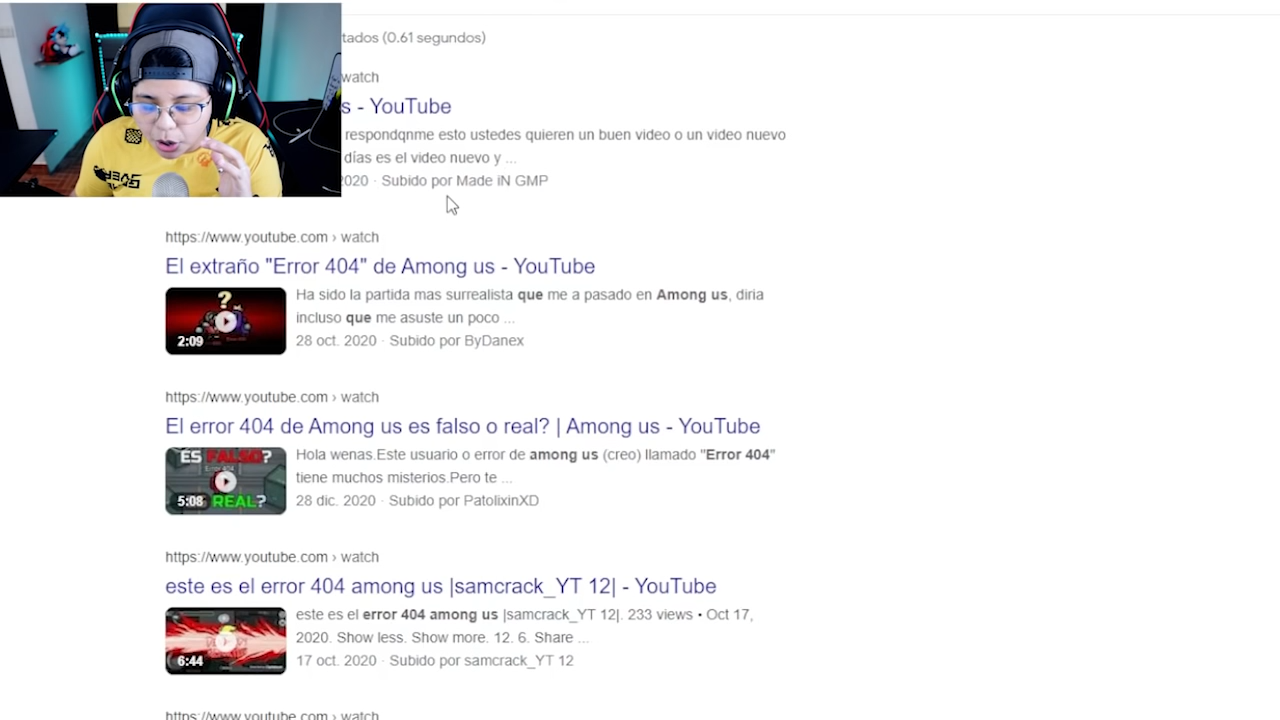 tados (0.61 segundos)
watch
s - YouTube
respondqnme esto ustedes quieren un buen video o un video nuevo
días es el video nuevo y ...
2020 · Subido por Made iN GMP
https://www.youtube.com › watch
El extraño "Error 404" de Among us - YouTube
Ha sido la partida mas surrealista que me a pasado en Among us, diria
incluso que me asuste un poco ...
28 oct. 2020 · Subido por ByDanex
?
2:09
https://www.youtube.com › watch
El error 404 de Among us es falso o real? | Among us - YouTube
Hola wenas.Este usuario o error de among us (creo) llamado "Error 404"
tiene muchos misterios.Pero te ...
28 dic. 2020 · Subido por PatolixinXD
ES FALSO?
Error 404
5:08 REAL?
https://www.youtube.com › watch
este es el error 404 among us |samcrack_YT 12| - YouTube
este es el error 404 among us |samcrack_YT 12|. 233 views • Oct 17,
2020. Show less. Show more. 12. 6. Share ...
17 oct. 2020 · Subido por samcrack_YT 12
6:44
https://www.youtube.com › watch